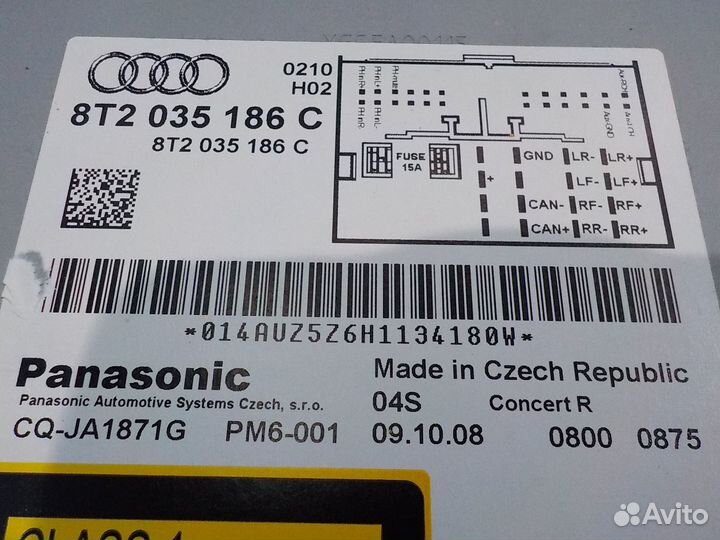 0210
H02
8T2 035 186 C
8T2 035 186 C
FUSE
15A
GND LR- LR+
+ LF- LF+
CAN- RF- RF+
CAN+ RR- RR+
*014AUZ5Z6H1134180W*
Panasonic
Made in Czech Republic
Panasonic Automotive Systems Czech, s.r.o.
04S Concert R
CQ-JA1871G PM6-001 09.10.08 0800 0875
Avito